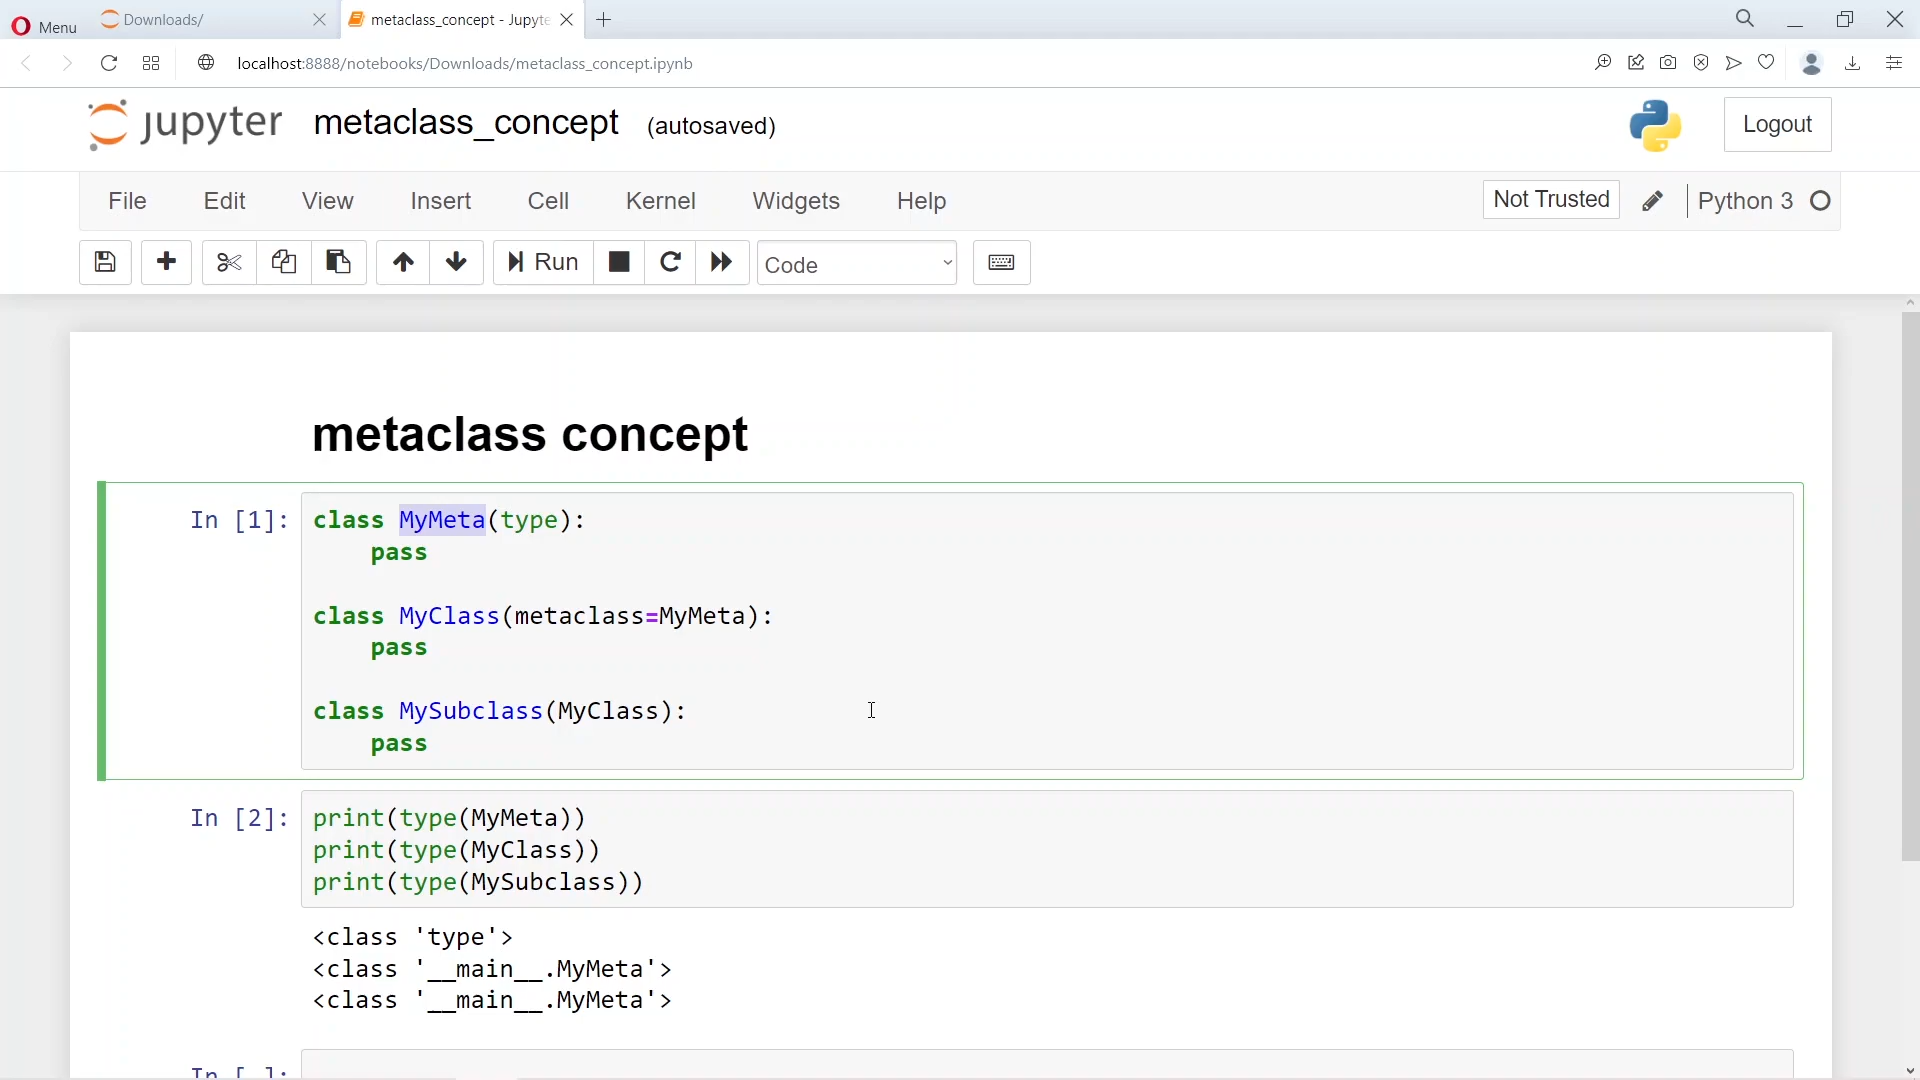 Menu
Downloads/
metaclass_concept - Jupyte
localhost:8888/notebooks/Downloads/metaclass_concept.ipynb
jupyter metaclass_concept (autosaved)
Logout
File Edit View Insert Cell Kernel Widgets Help
Not Trusted
Python 3
Run
Code
metaclass concept
In [1]:
class MyMeta(type):
    pass
class MyClass(metaclass=MyMeta):
    pass
class MySubclass(MyClass):
    pass
In [2]:
print(type(MyMeta))
print(type(MyClass))
print(type(MySubclass))
<class 'type'>
<class '__main__.MyMeta'>
<class '__main__.MyMeta'>
In [ ]: